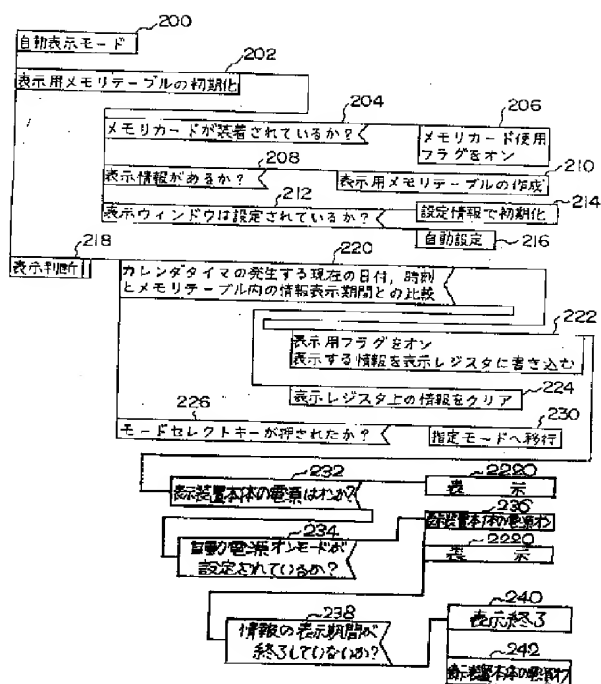 200
自動表示モード
202
表示用メモリテーブルの初期化
204
メモリカードが装着されているか?
206
メモリカード使用
フラグをオン
208
表示情報があるか?
210
表示用メモリテーブルの作成
212
表示ウィンドウは設定されているか?
214
設定情報で初期化
自動設定
216
218
表示判断
220
カレンダタイマの発生する現在の日付,時刻
とメモリテーブル内の情報表示期間との比較
222
表示用フラグをオン
表示する情報を表示レジスタに書き込む
224
表示レジスタ上の情報をクリア
226
モードセレクトキーが押されたか?
230
指定モードへ移行
232
表示装置本体の電源はオンか?
2220
表 示
234
自動電源オンモードが
設定されているか?
236
表示装置本体の電源オン
2220
表 示
238
情報の表示期間が
終了していないか?
240
表示終了
242
表示装置本体の電源オフ